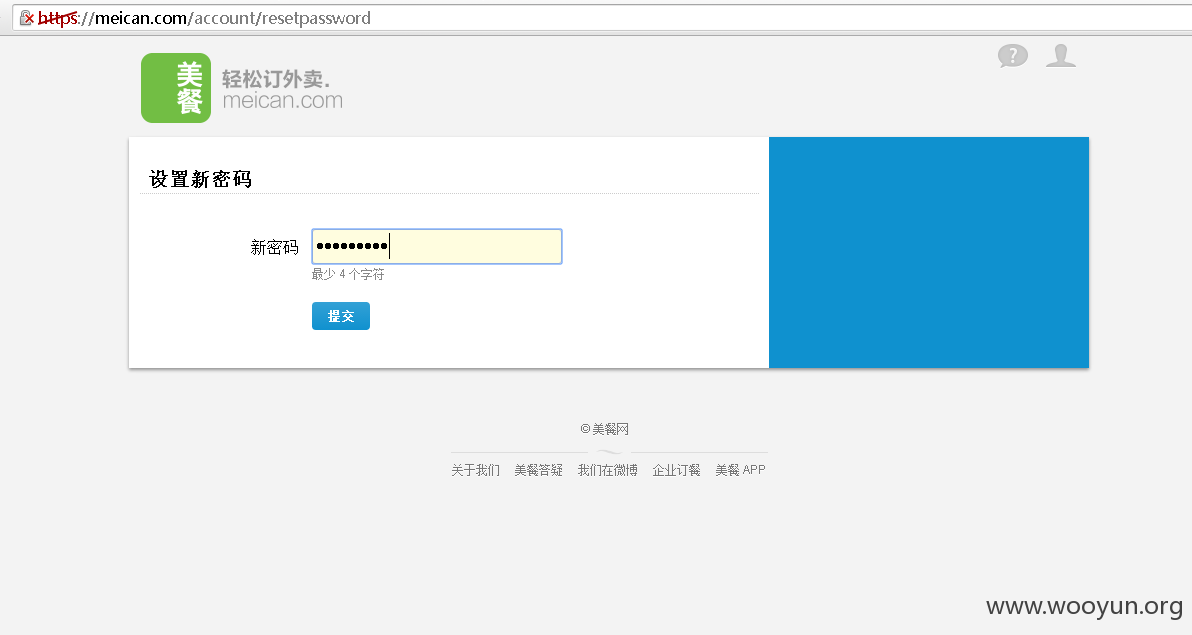 https://meican.com/account/resetpassword
美餐
轻松订外卖.
meican.com
?
设置新密码
新密码 •••••••••
最少 4 个字符
提交
©美餐网
关于我们 美餐答疑 我们在微博 企业订餐 美餐 APP
www.wooyun.org